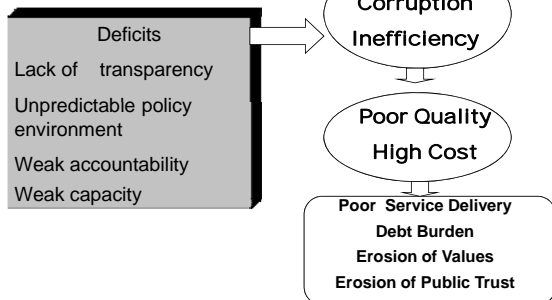 Deficits
Lack of transparency
Unpredictable policy
environment
Weak accountability
Weak capacity
Corruption
Inefficiency
Poor Quality
High Cost
Poor Service Delivery
Debt Burden
Erosion of Values
Erosion of Public Trust